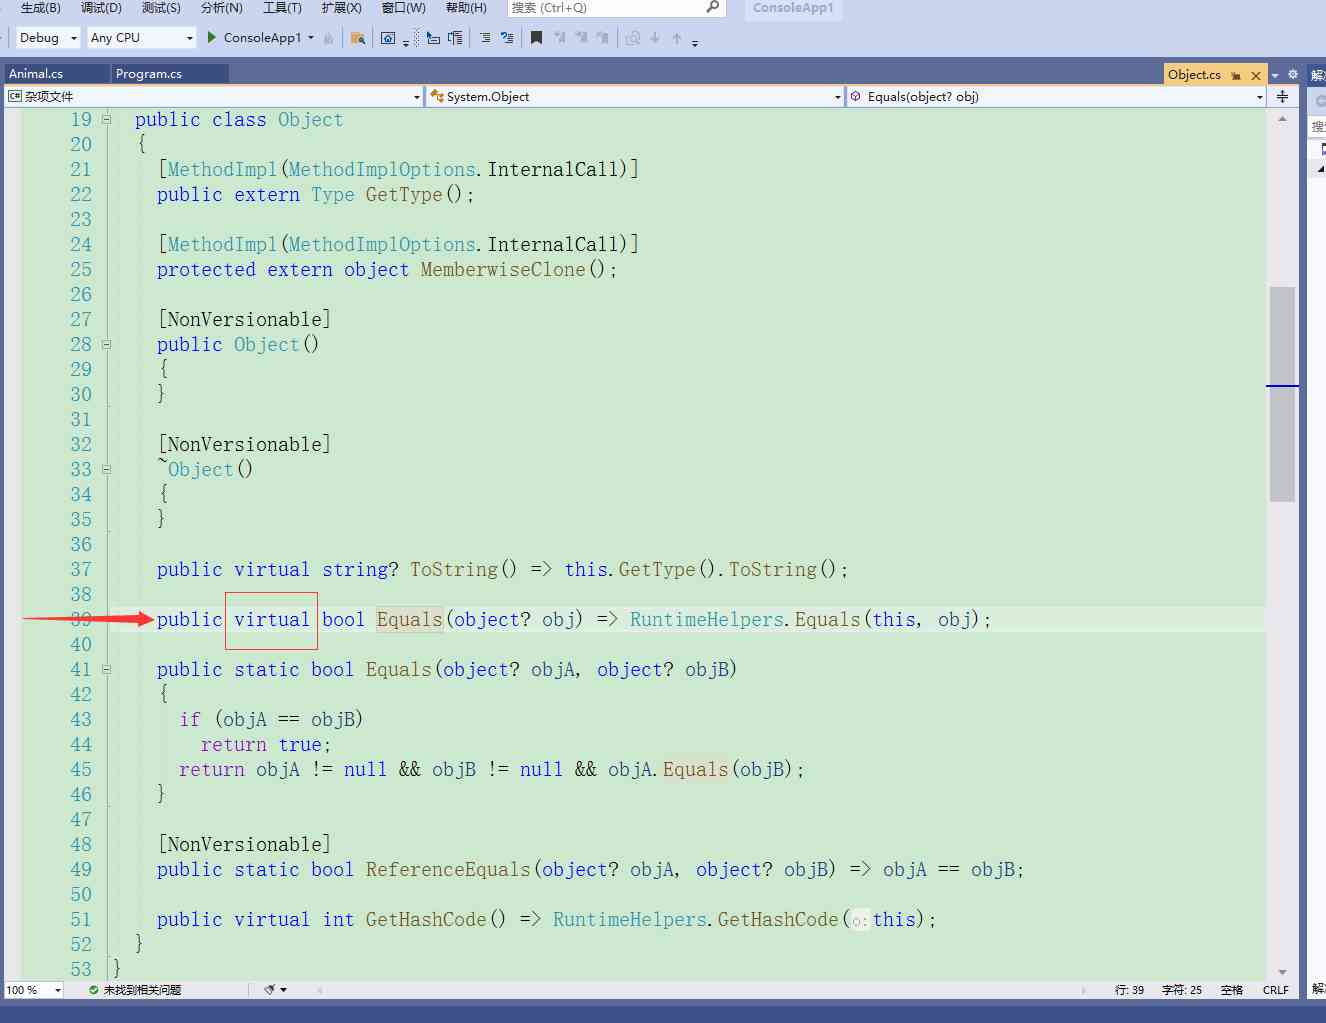 生成(B) 调试(D) 测试(S) 分析(N) 工具(T) 扩展(X) 窗口(W) 帮助(H) 搜索 (Ctrl+Q) ConsoleApp1
Debug Any CPU ConsoleApp1
Animal.cs Program.cs Object.cs
C# 杂项文件 System.Object Equals(object? obj)
19 public class Object
20 {
21 [MethodImpl(MethodImplOptions.InternalCall)]
22 public extern Type GetType();
23
24 [MethodImpl(MethodImplOptions.InternalCall)]
25 protected extern object MemberwiseClone();
26
27 [NonVersionable]
28 public Object()
29 {
30 }
31
32 [NonVersionable]
33 ~Object()
34 {
35 }
36
37 public virtual string? ToString() => this.GetType().ToString();
38
39 public virtual bool Equals(object? obj) => RuntimeHelpers.Equals(this, obj);
40
41 public static bool Equals(object? objA, object? objB)
42 {
43 if (objA == objB)
44 return true;
45 return objA != null && objB != null && objA.Equals(objB);
46 }
47
48 [NonVersionable]
49 public static bool ReferenceEquals(object? objA, object? objB) => objA == objB;
50
51 public virtual int GetHashCode() => RuntimeHelpers.GetHashCode(o:this);
52 }
53 }
100 % 未找到相关问题 行: 39 字符: 25 空格 CRLF